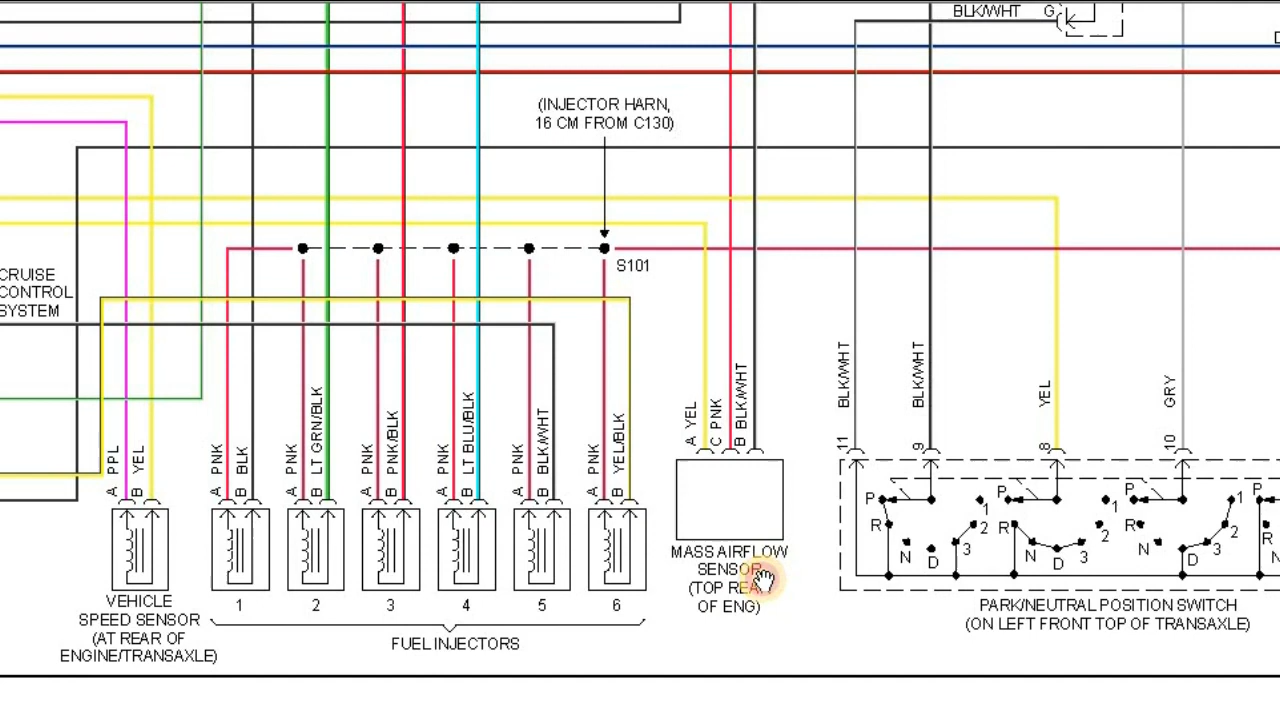 BLK/WHT G
(INJECTOR HARN,
16 CM FROM C130)
S101
CRUISE
CONTROL
SYSTEM
A PPL
B YEL
A PNK
B BLK
A PNK
B LT GRN/BLK
A PNK
B PNK/BLK
A PNK
B LT BLU/BLK
A PNK
B BLK/WHT
A PNK
B YEL/BLK
A YEL
C PNK
B BLK/WHT
11 BLK/WHT
9 BLK/WHT
8 YEL
10 GRY
P R N D 3 2 1
P R N D 3 2 1
P R N D 3 2 1
P R N
VEHICLE
SPEED SENSOR
(AT REAR OF
ENGINE/TRANSAXLE)
1 2 3 4 5 6
FUEL INJECTORS
MASS AIRFLOW
SENSOR
(TOP REAR
OF ENG)
PARK/NEUTRAL POSITION SWITCH
(ON LEFT FRONT TOP OF TRANSAXLE)